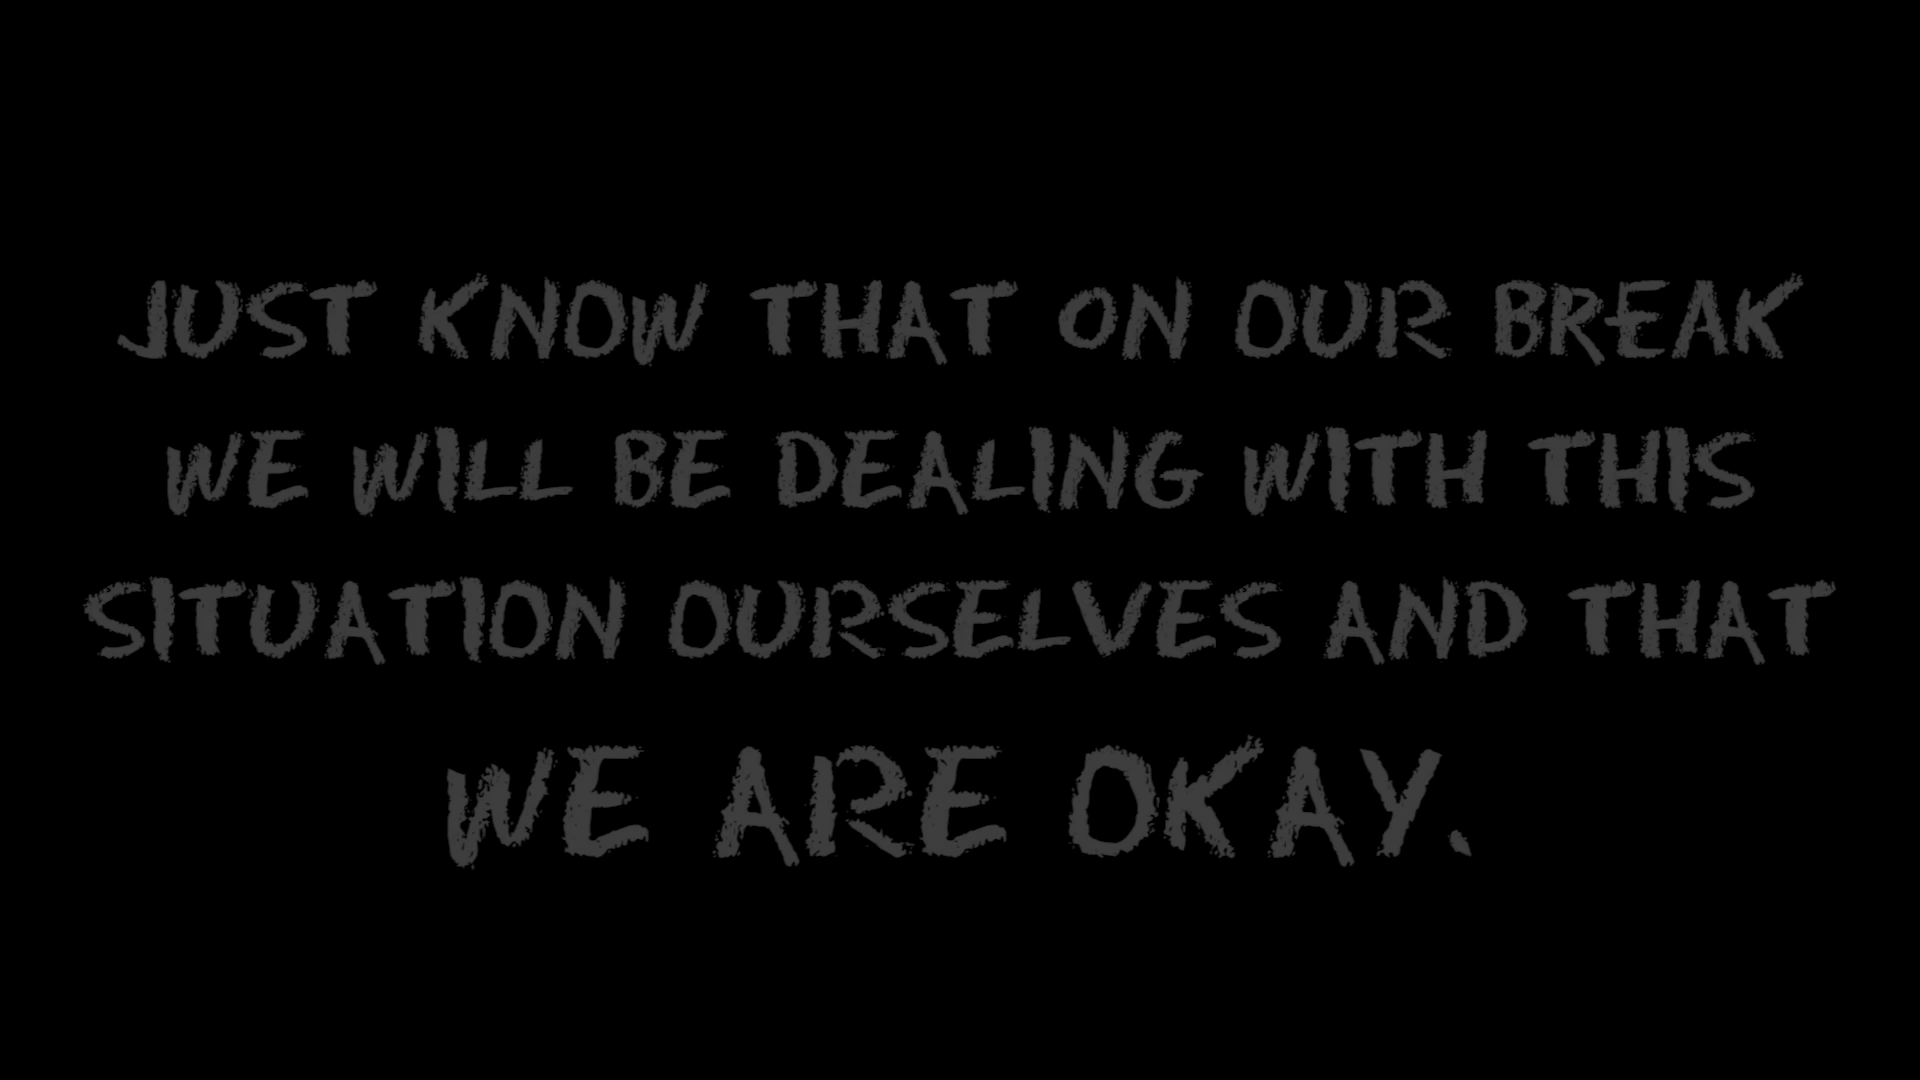 JUST KNOW THAT ON OUR BREAK
WE WILL BE DEALING WITH THIS
SITUATION OURSELVES AND THAT
WE ARE OKAY.